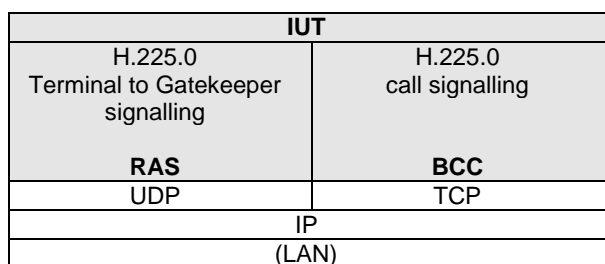 IUT
H.225.0
Terminal to Gatekeeper
signalling
RAS
H.225.0
call signalling
BCC
UDP
TCP
IP
(LAN)